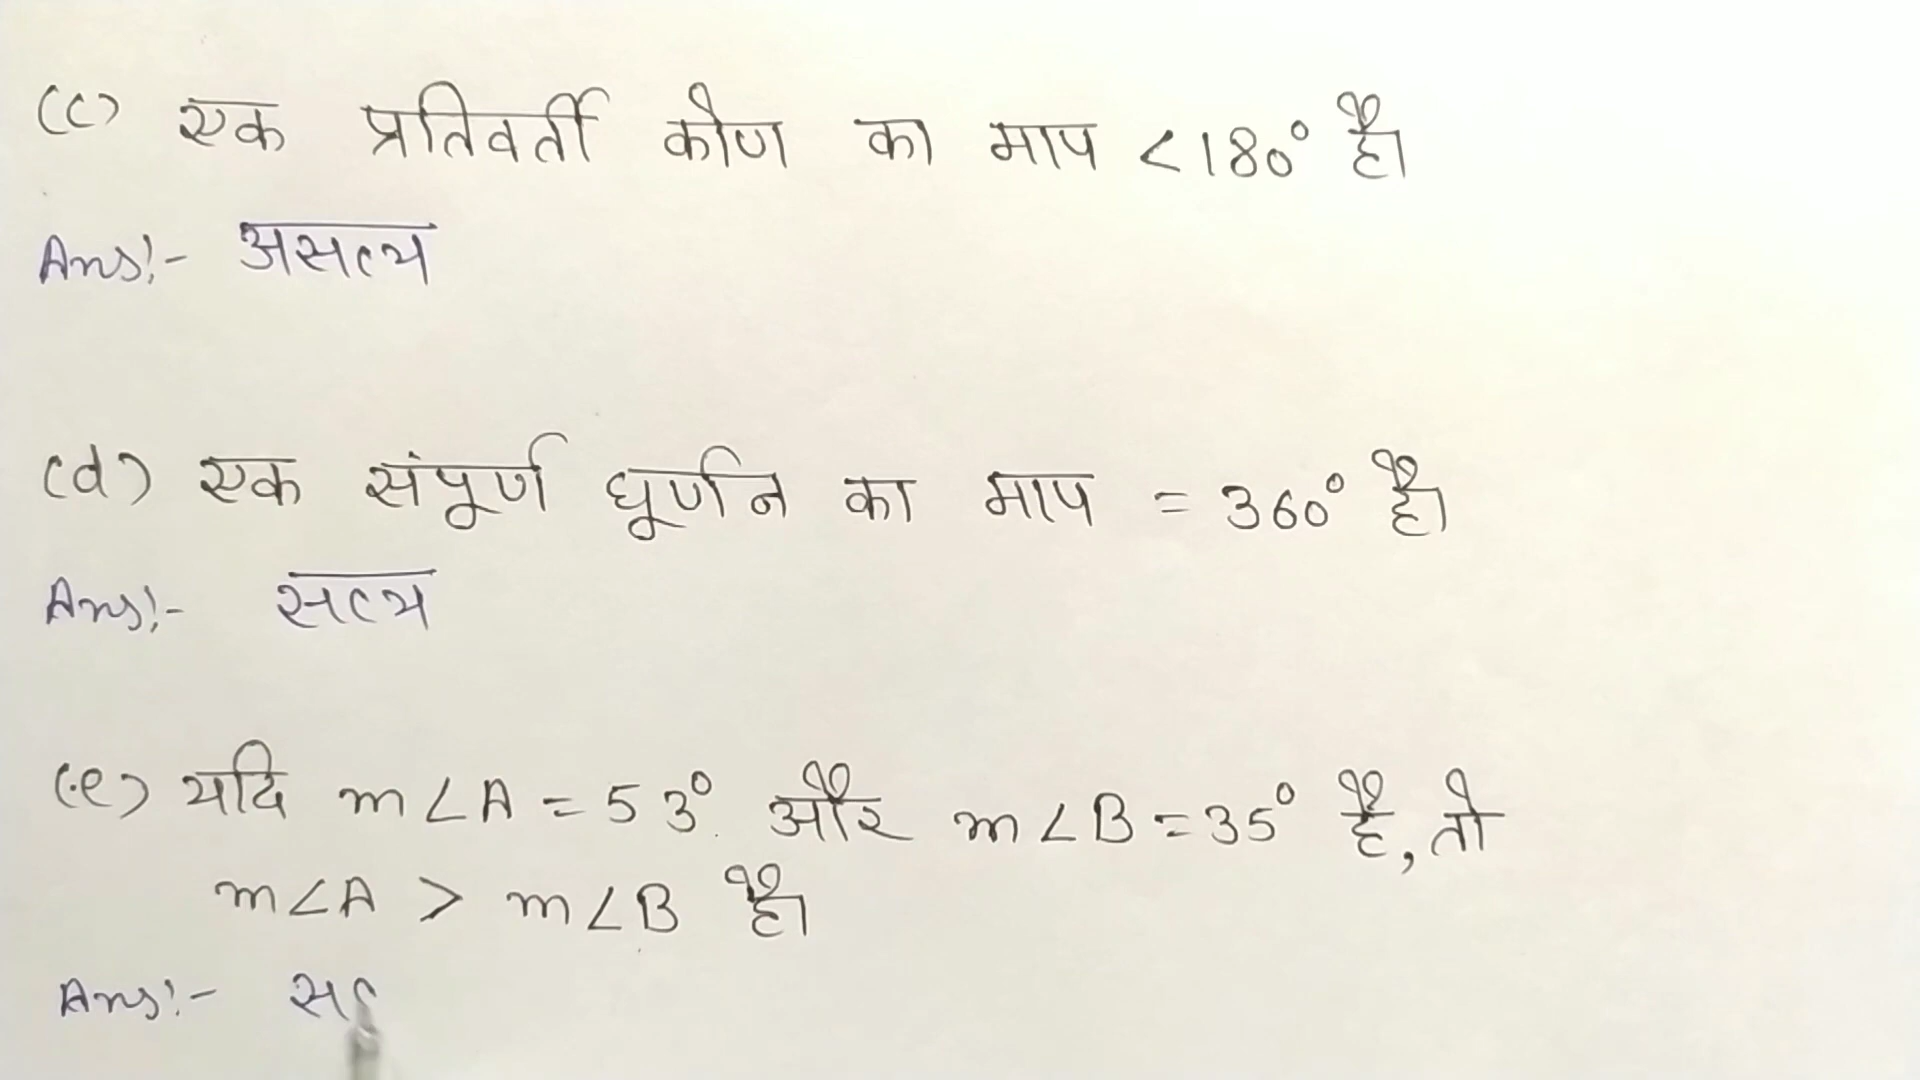 (c) एक प्रतिवर्ती कोण का माप < 180° है।
Ans:- असत्य
(d) एक संपूर्ण घूर्णन का माप = 360° है।
Ans:- सत्य
(e) यदि m∠A = 53° और m∠B = 35° है, तो
m∠A > m∠B है।
Ans:-